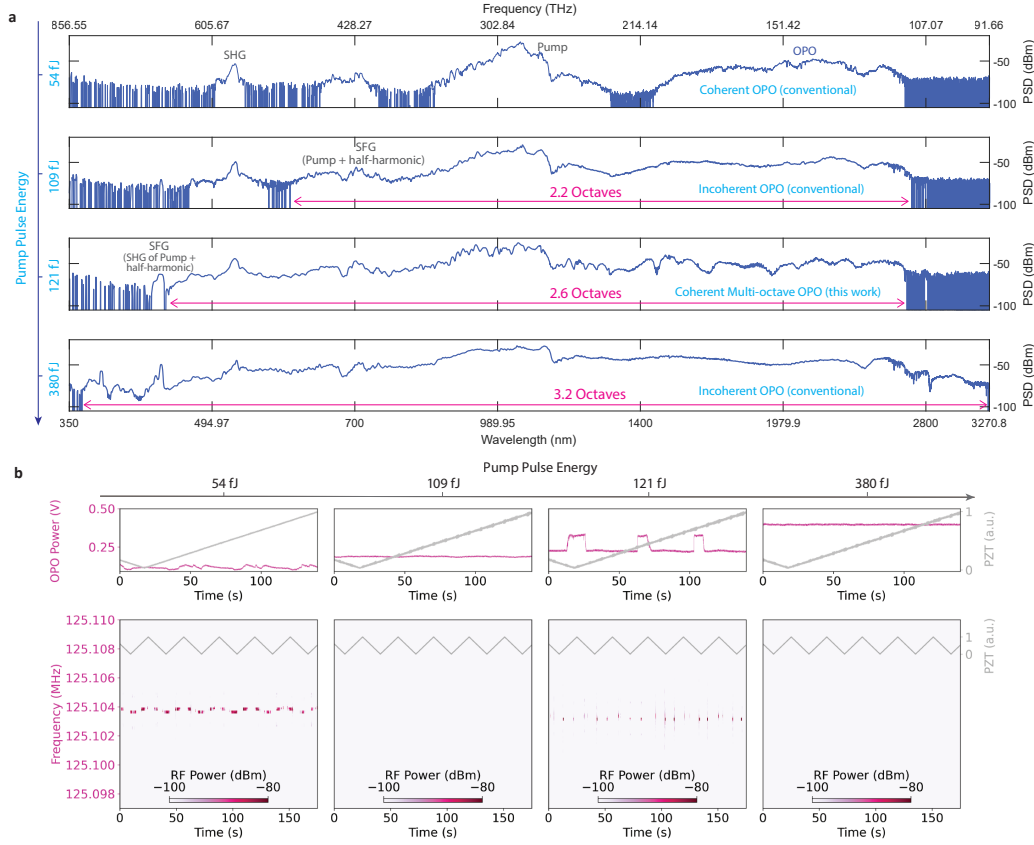 Frequency (THz)
a
856.55 605.67 428.27 302.84 214.14 151.42 107.07 91.66
Pump Pulse Energy
54 fJ
SHG
Pump
OPO
Coherent OPO (conventional)
-50
-100
PSD (dBm)
109 fJ
SFG
(Pump + half-harmonic)
2.2 Octaves
Incoherent OPO (conventional)
-50
-100
PSD (dBm)
121 fJ
SFG
(SHG of Pump +
half-harmonic)
2.6 Octaves
Coherent Multi-octave OPO (this work)
-50
-100
PSD (dBm)
380 fJ
3.2 Octaves
Incoherent OPO (conventional)
-50
-100
PSD (dBm)
350 494.97 700 989.95 1400 1979.9 2800 3270.8
Wavelength (nm)
b
Pump Pulse Energy
54 fJ 109 fJ 121 fJ 380 fJ
OPO Power (V)
0.50
0.25
1
0
PZT (a.u.)
0 50 100 0 50 100 0 50 100 0 50 100
Time (s) Time (s) Time (s) Time (s)
Frequency (MHz)
125.110
125.108
125.106
125.104
125.102
125.100
125.098
1
0
PZT (a.u.)
RF Power (dBm) RF Power (dBm) RF Power (dBm) RF Power (dBm)
−100 −80 −100 −80 −100 −80 −100 −80
0 50 100 150 0 50 100 150 0 50 100 150 0 50 100 150
Time (s) Time (s) Time (s) Time (s)